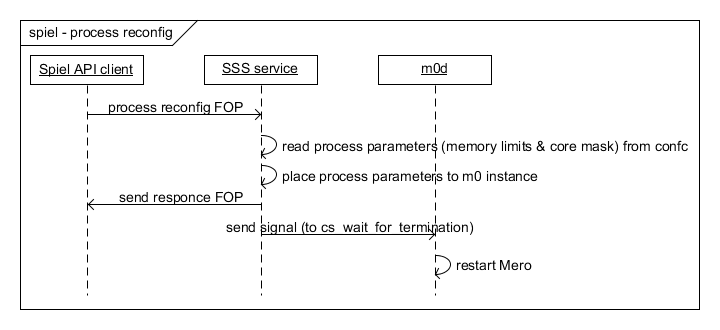 spiel - process reconfig
Spiel API client
SSS service
m0d
process reconfig FOP
read process parameters (memory limits & core mask) from confc
place process parameters to m0 instance
send responce FOP
send signal (to cs_wait_for_termination)
restart Mero